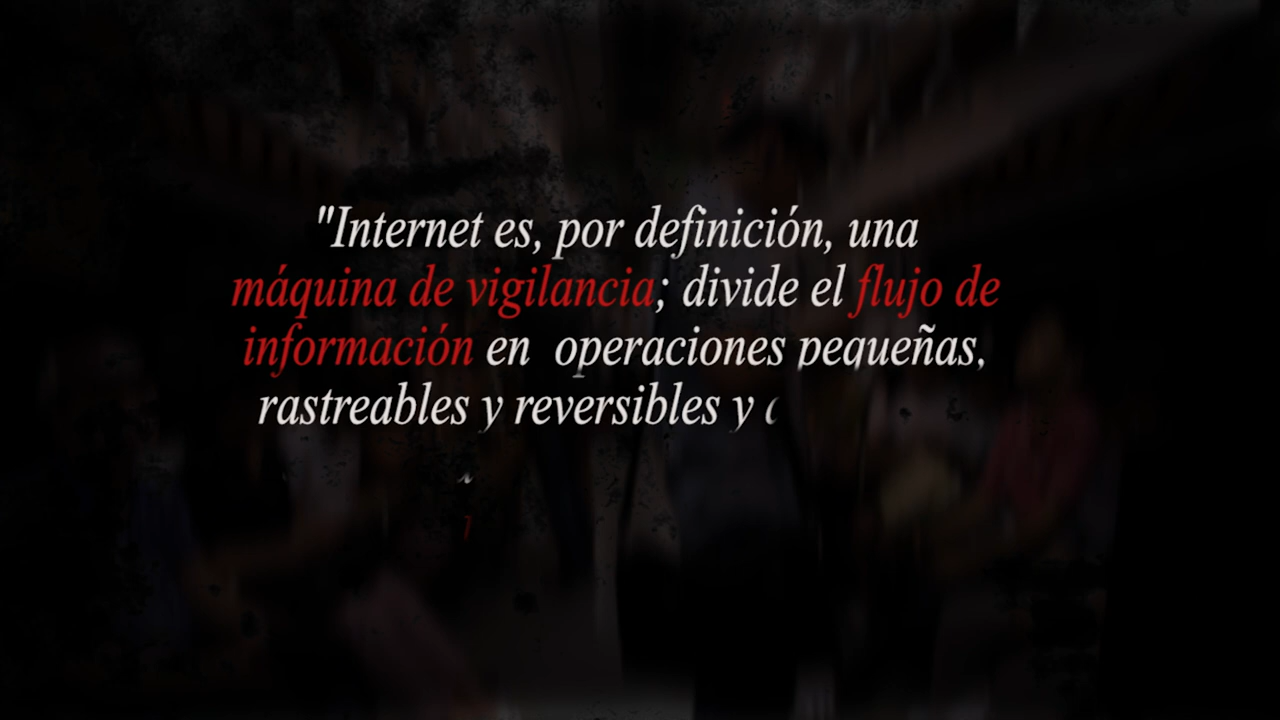 "Internet es, por definición, una
máquina de vigilancia; divide el flujo de
información en operaciones pequeñas,
rastreables y reversibles y